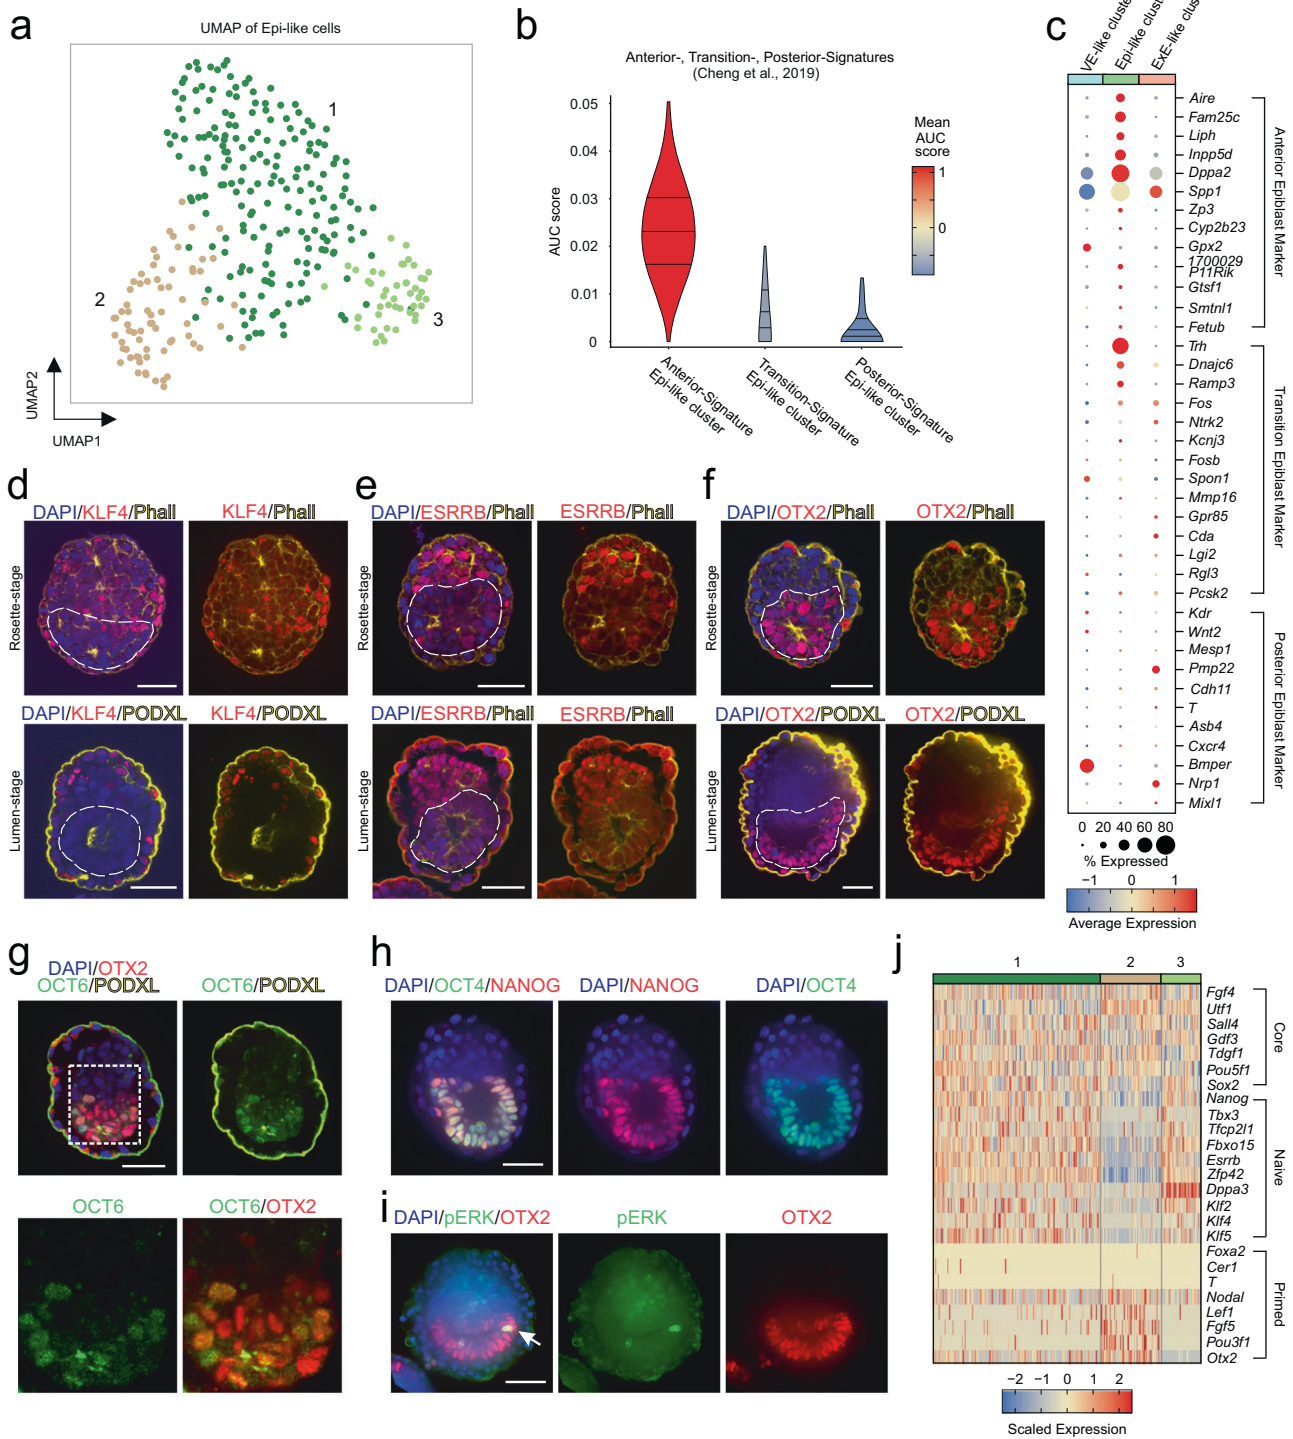 a
UMAP of Epi-like cells
1
2
3
UMAP2
UMAP1
b
Anterior-, Transition-, Posterior-Signatures
(Cheng et al., 2019)
0.05
0.04
0.03
0.02
0.01
0
AUC score
Mean
AUC
score
1
0
Anterior-Signature
Epi-like cluster
Transition-Signature
Epi-like cluster
Posterior-Signature
Epi-like cluster
c
VE-like cluster
Epi-like cluster
ExE-like
Aire
Fam25c
Liph
Inpp5d
Dppa2
Spp1
Zp3
Cyp2b23
Gpx2
1700029
P11Rik
Gtsf1
Smtnl1
Fetub
Trh
Dnajc6
Ramp3
Fos
Ntrk2
Kcnj3
Fosb
Spon1
Mmp16
Gpr85
Cda
Lgi2
Rgl3
Pcsk2
Kdr
Wnt2
Mesp1
Pmp22
Cdh11
T
Asb4
Cxcr4
Bmper
Nrp1
Mixl1
Anterior Epiblast Marker
Transition Epiblast Marker
Posterior Epiblast Marker
0 20 40 60 80
% Expressed
−1 0 1
Average Expression
d
DAPI/KLF4/Phall
KLF4/Phall
Rosette-stage
DAPI/KLF4/PODXL
KLF4/PODXL
Lumen-stage
e
DAPI/ESRRB/Phall
ESRRB/Phall
Rosette-stage
DAPI/ESRRB/Phall
ESRRB/Phall
Lumen-stage
f
DAPI/OTX2/Phall
OTX2/Phall
Rosette-stage
DAPI/OTX2/PODXL
OTX2/PODXL
Lumen-stage
g
DAPI/OTX2
OCT6/PODXL
OCT6/PODXL
OCT6
OCT6/OTX2
h
DAPI/OCT4/NANOG
DAPI/NANOG
DAPI/OCT4
i
DAPI/pERK/OTX2
pERK
OTX2
j
1 2 3
Fgf4
Utf1
Sall4
Gdf3
Tdgf1
Pou5f1
Sox2
Nanog
Tbx3
Tfcp2l1
Fbxo15
Esrrb
Zfp42
Dppa3
Klf2
Klf4
Klf5
Foxa2
Cer1
T
Nodal
Lef1
Fgf5
Pou3f1
Otx2
Core
Naive
Primed
−2 −1 0 1 2
Scaled Expression